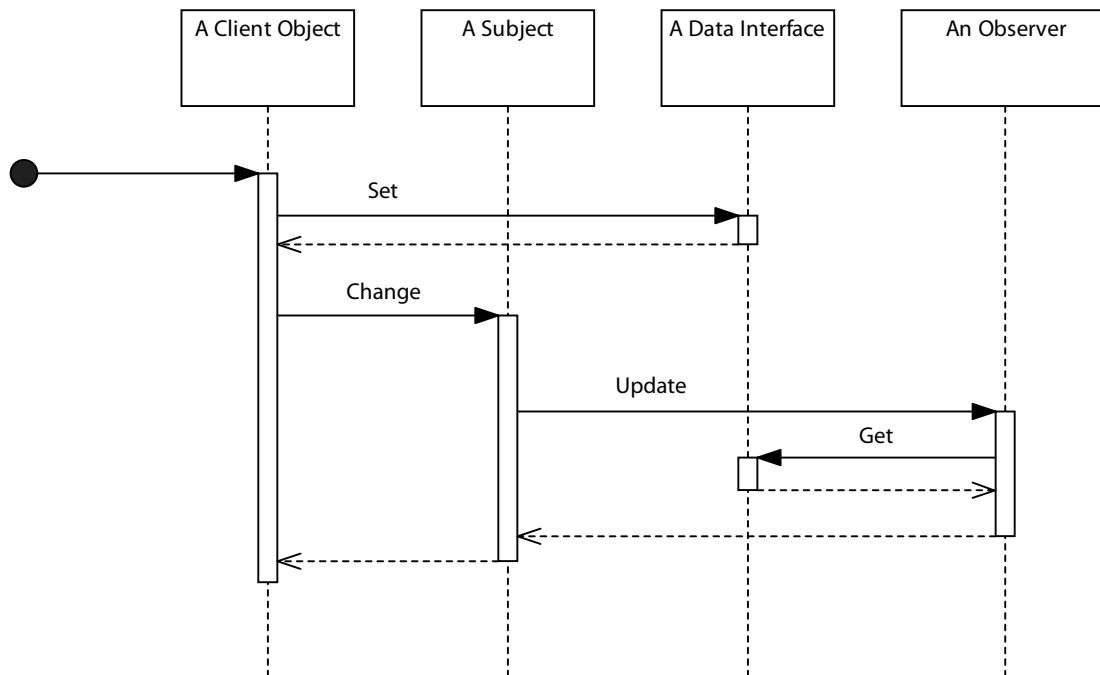 A Client Object
A Subject
A Data Interface
An Observer
Set
Change
Update
Get